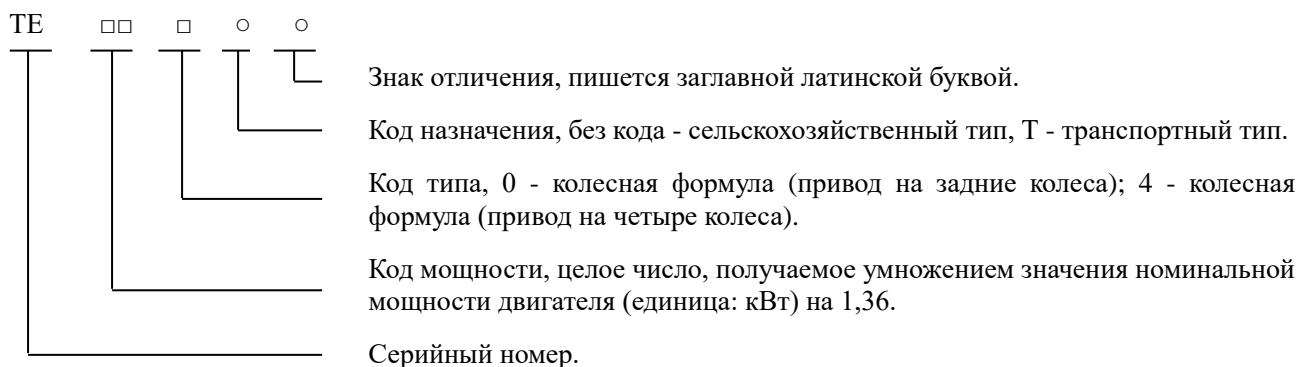 TE □□ □ ○ ○
Знак отличения, пишется заглавной латинской буквой.
Код назначения, без кода - сельскохозяйственный тип, Т - транспортный тип.
Код типа, 0 - колесная формула (привод на задние колеса); 4 - колесная
формула (привод на четыре колеса).
Код мощности, целое число, получаемое умножением значения номинальной
мощности двигателя (единица: кВт) на 1,36.
Серийный номер.